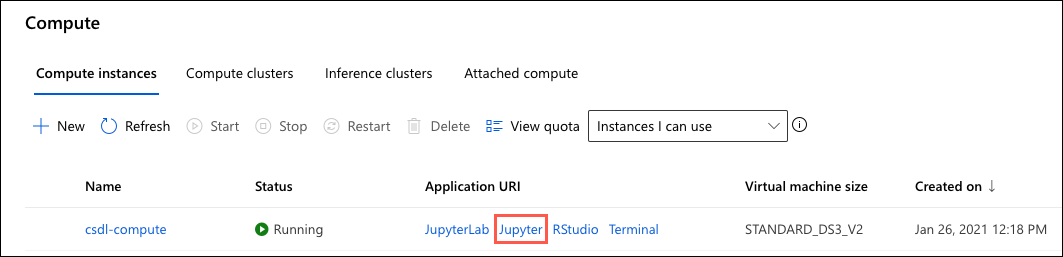 Compute
Compute instances Compute clusters Inference clusters Attached compute
New Refresh Start Stop Restart Delete View quota Instances I can use
Name Status Application URI Virtual machine size Created on ↓
csdl-compute Running JupyterLab Jupyter RStudio Terminal STANDARD_DS3_V2 Jan 26, 2021 12:18 PM